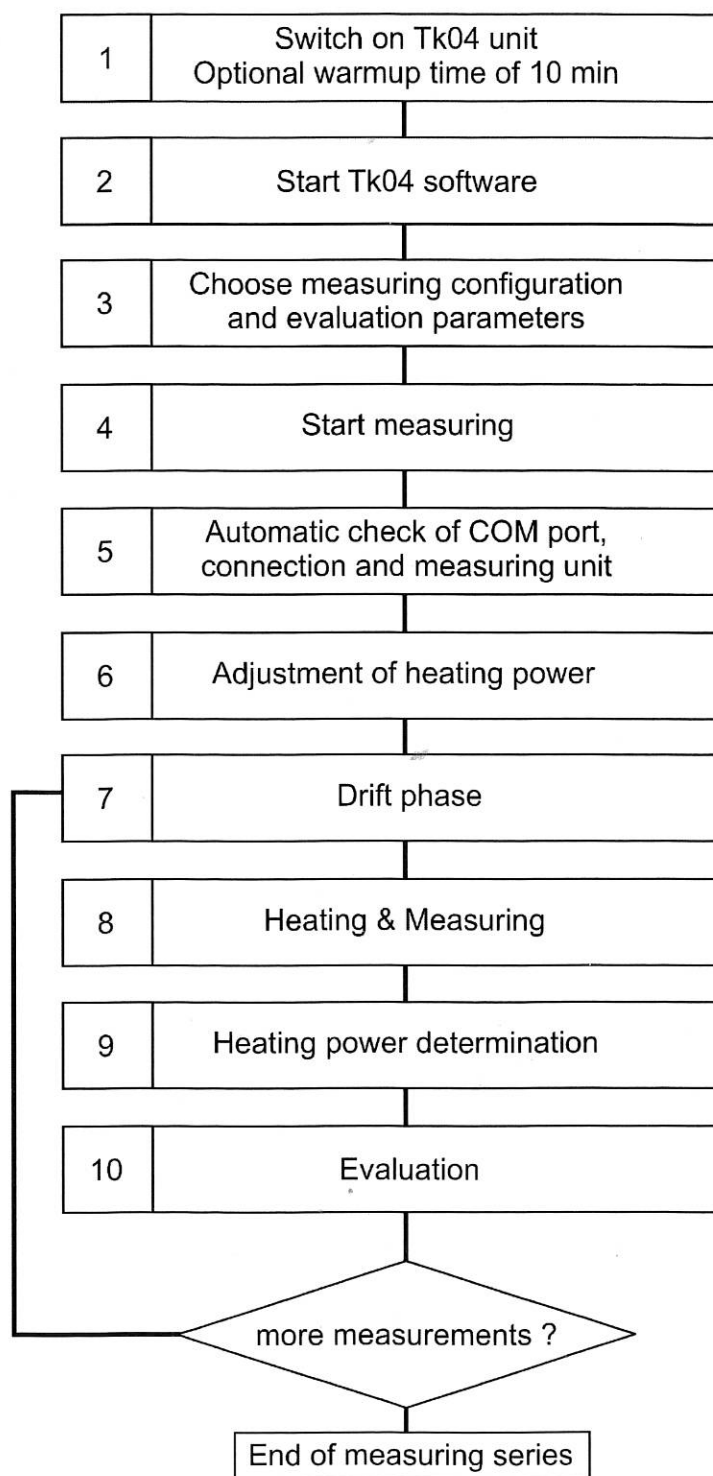 1
Switch on Tk04 unit
Optional warmup time of 10 min
2
Start Tk04 software
3
Choose measuring configuration
and evaluation parameters
4
Start measuring
5
Automatic check of COM port,
connection and measuring unit
6
Adjustment of heating power
7
Drift phase
8
Heating & Measuring
9
Heating power determination
10
Evaluation
more measurements ?
End of measuring series